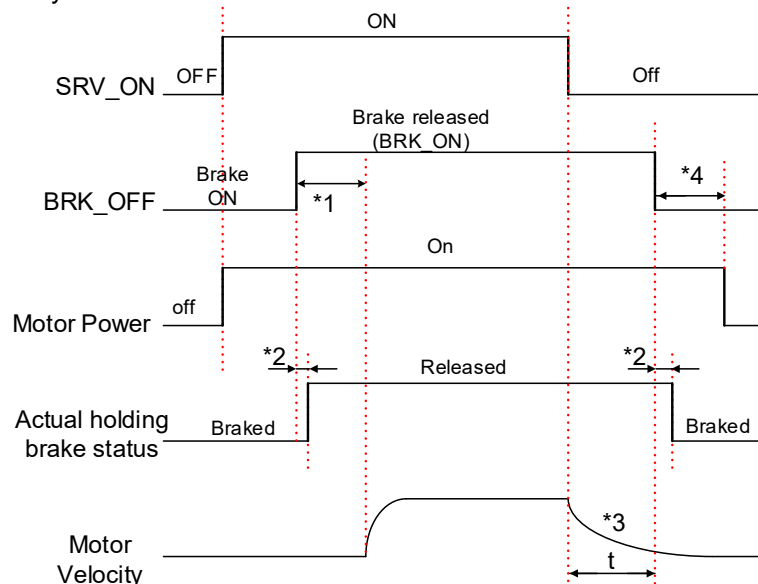 ON
OFF
Off
SRV_ON
Brake released
(BRK_ON)
Brake
ON
*1
*4
BRK_OFF
On
off
Motor Power
*2
*2
Released
Actual holding
brake status
Braked
Braked
*3
Motor
Velocity
t